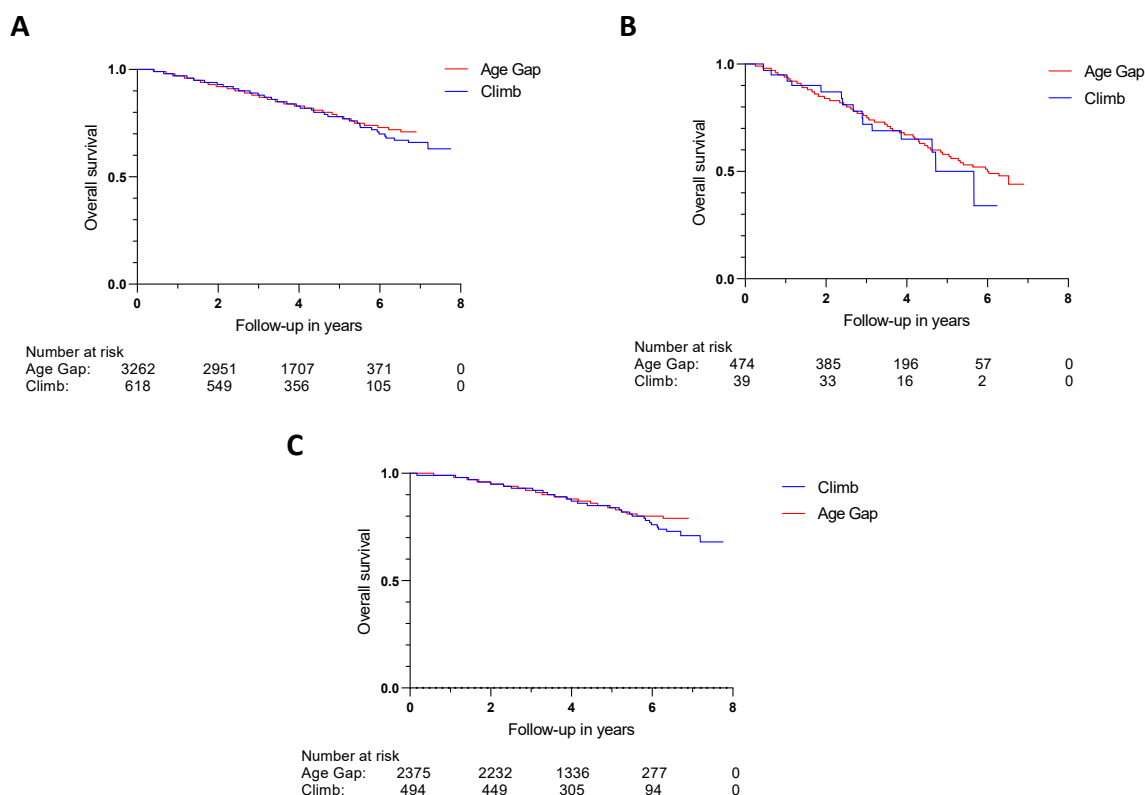 A
Age Gap
Climb
1.0
0.5
0.0
Overall survival
0 2 4 6 8
Follow-up in years
Number at risk
Age Gap: 3262 2951 1707 371 0
Climb: 618 549 356 105 0
B
Age Gap
Climb
1.0
0.5
0.0
Overall survival
0 2 4 6 8
Follow-up in years
Number at risk
Age Gap: 474 385 196 57 0
Climb: 39 33 16 2 0
C
Climb
Age Gap
1.0
0.5
0.0
Overall survival
0 2 4 6 8
Follow-up in years
Number at risk
Age Gap: 2375 2232 1336 277 0
Climb: 494 449 305 94 0